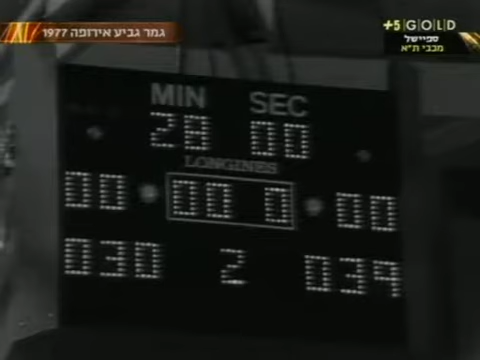 גמר גביע אירופה 1977
+5 GOLD
ספיישל
מכבי ת"א
MIN SEC
28 00
LONGINES
00 00 0 00
030 2 039